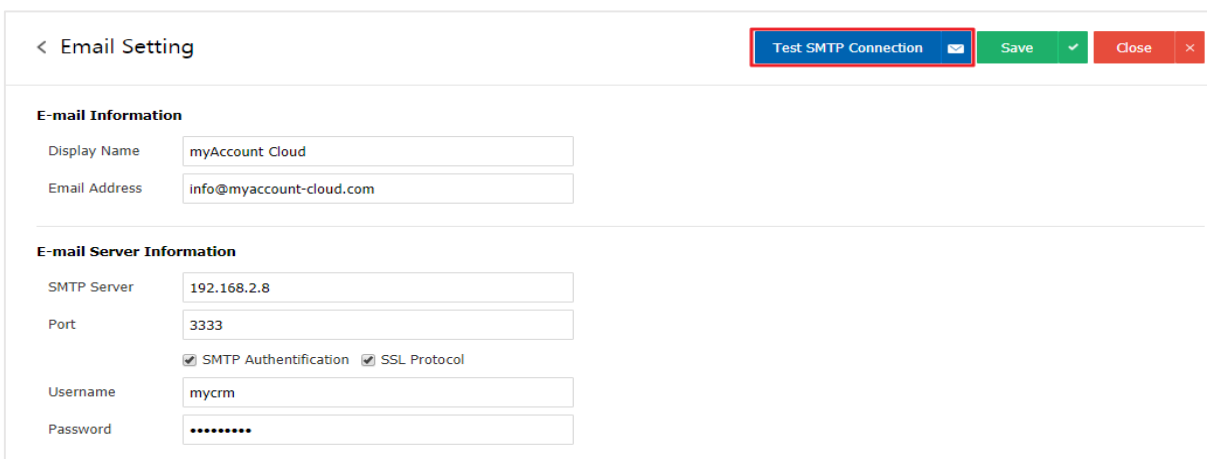 Email Setting
Test SMTP Connection
Save
Close
E-mail Information
Display Name myAccount Cloud
Email Address info@myaccount-cloud.com
E-mail Server Information
SMTP Server 192.168.2.8
Port 3333
SMTP Authentification SSL Protocol
Username mycrm
Password •••••••••